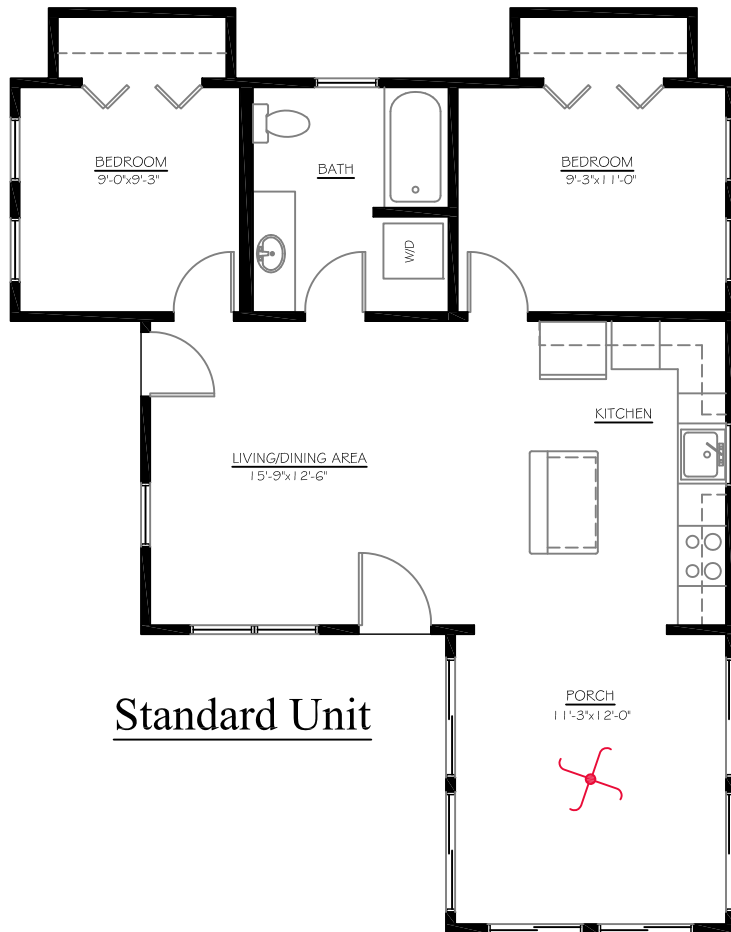 BEDROOM
9'-0"x9'-3"
BATH
BEDROOM
9'-3"x11'-0"
W/D
KITCHEN
LIVING/DINING AREA
15'-9"x12'-6"
Standard Unit
PORCH
11'-3"x12'-0"